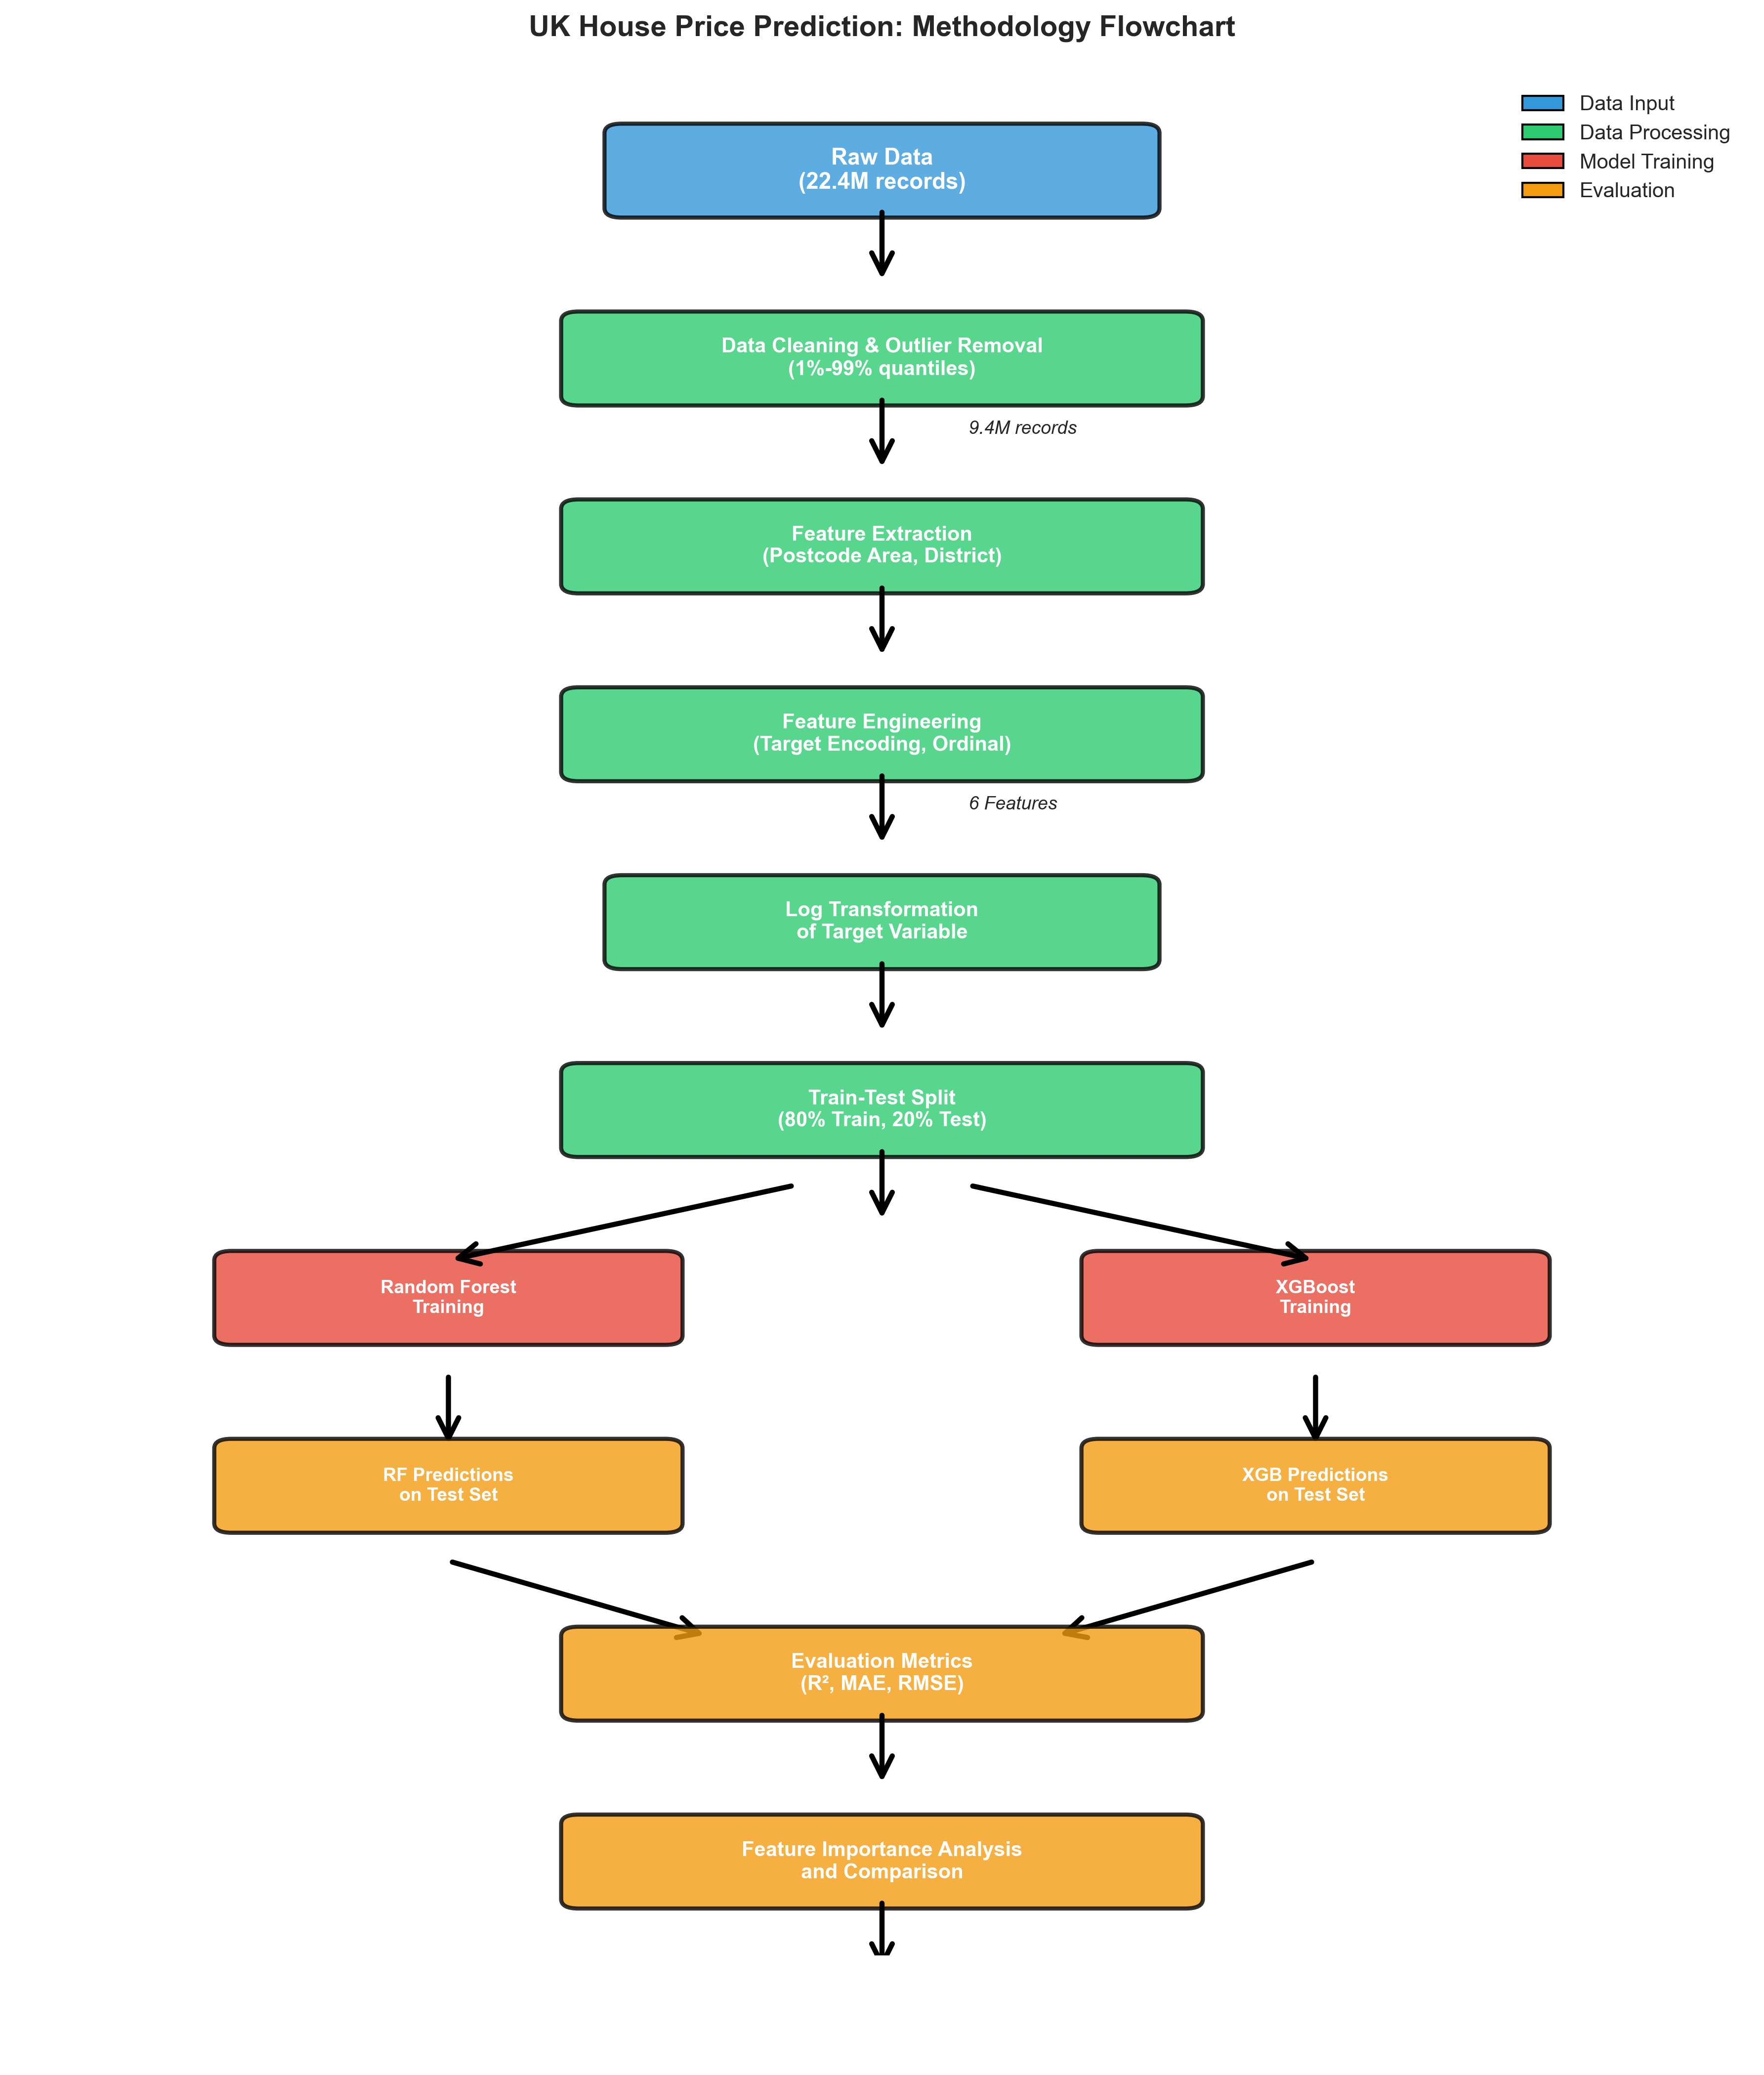 UK House Price Prediction: Methodology Flowchart
Data Input
Data Processing
Model Training
Evaluation
Raw Data
(22.4M records)
Data Cleaning & Outlier Removal
(1%-99% quantiles)
9.4M records
Feature Extraction
(Postcode Area, District)
Feature Engineering
(Target Encoding, Ordinal)
6 Features
Log Transformation
of Target Variable
Train-Test Split
(80% Train, 20% Test)
Random Forest
Training
XGBoost
Training
RF Predictions
on Test Set
XGB Predictions
on Test Set
Evaluation Metrics
(R², MAE, RMSE)
Feature Importance Analysis
and Comparison